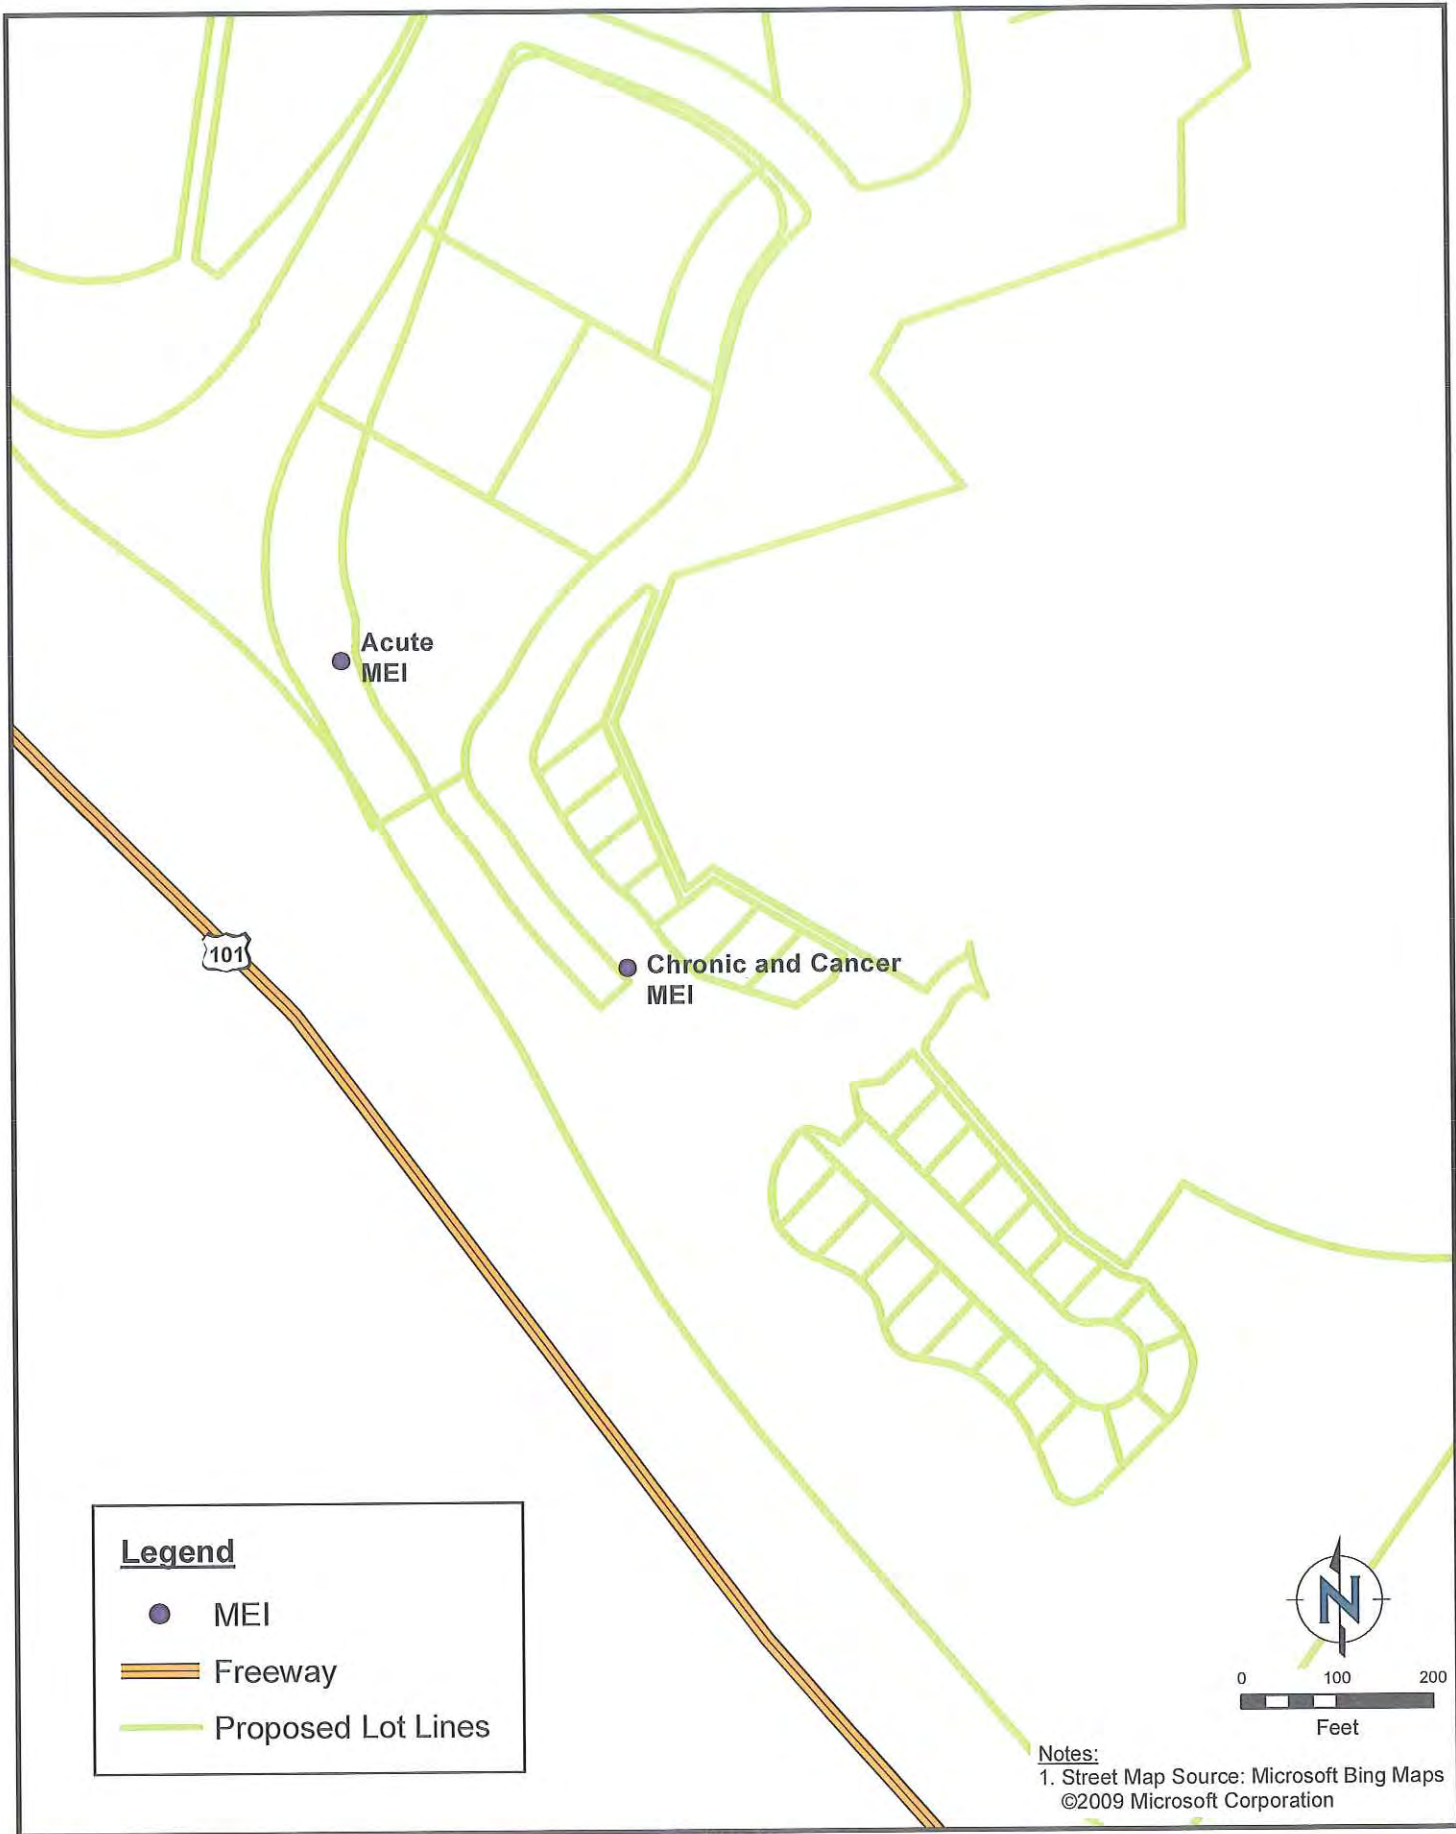 Acute
MEI
101
Chronic and Cancer
MEI
Legend
MEI
Freeway
Proposed Lot Lines
N
0 100 200
Feet
Notes:
1. Street Map Source: Microsoft Bing Maps
©2009 Microsoft Corporation